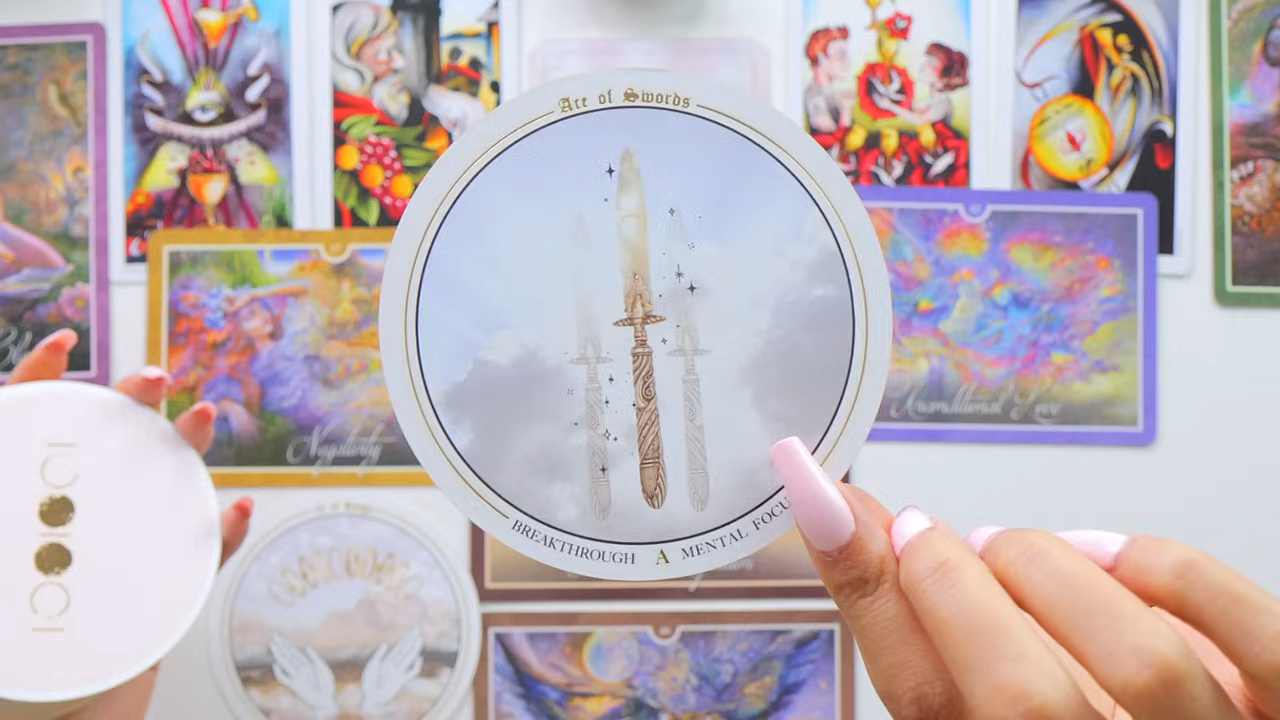 Ace of Swords
Negativity
Unconditional Love
BREAKTHROUGH A MENTAL FOCU